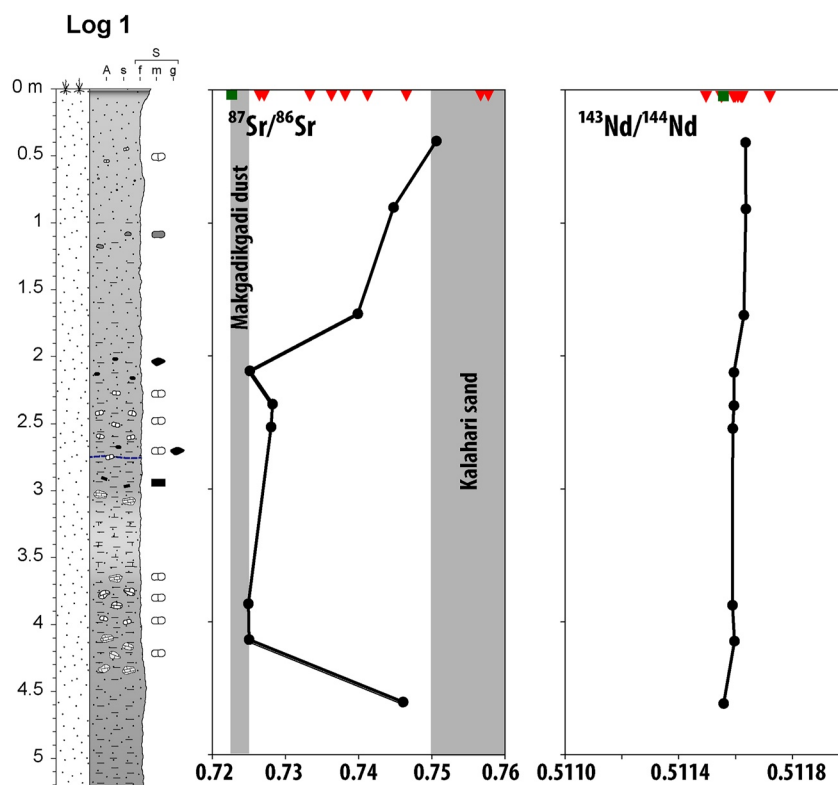 Log 1
S
A s f m g
0 m
0.5
1
1.5
2
2.5
3
3.5
4
4.5
5
87Sr/86Sr
Makgadikgadi dust
Kalahari sand
0.72 0.73 0.74 0.75 0.76
143Nd/144Nd
0.5110 0.5114 0.5118